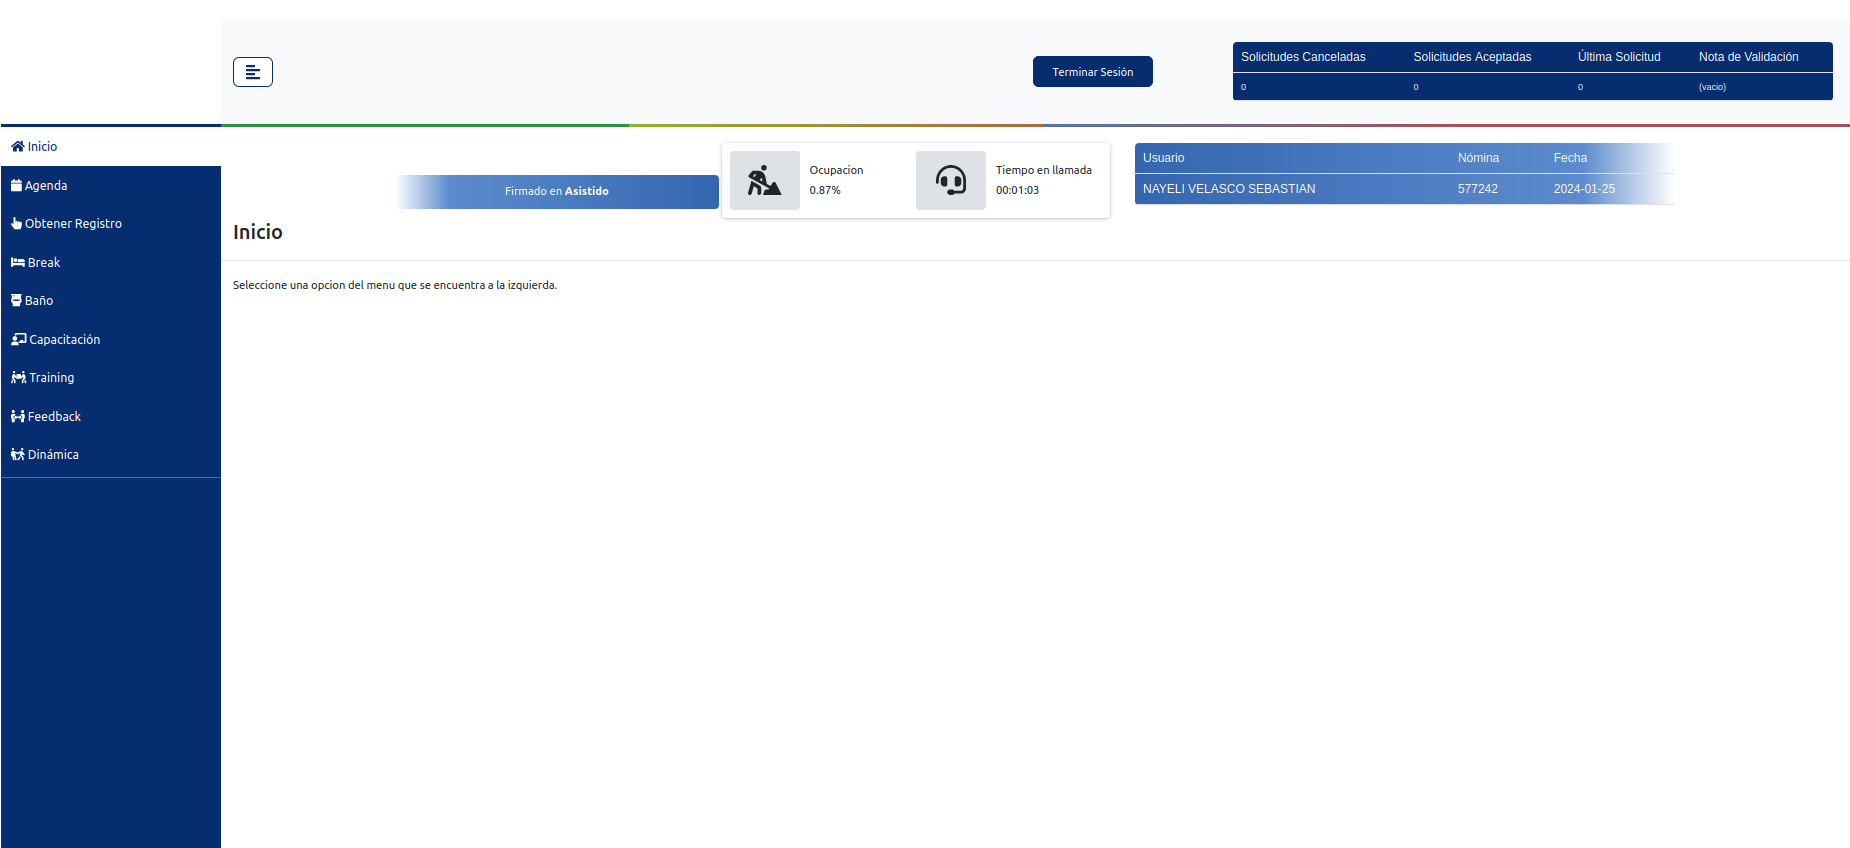 Terminar Sesión
Solicitudes Canceladas Solicitudes Aceptadas Última Solicitud Nota de Validación
0 0 0 (vacio)
Inicio
Agenda
Obtener Registro
Break
Baño
Capacitación
Training
Feedback
Dinámica
Firmado en Asistido
Ocupacion
0.87%
Tiempo en llamada
00:01:03
Usuario Nómina Fecha
NAYELI VELASCO SEBASTIAN 577242 2024-01-25
Inicio
Seleccione una opcion del menu que se encuentra a la izquierda.